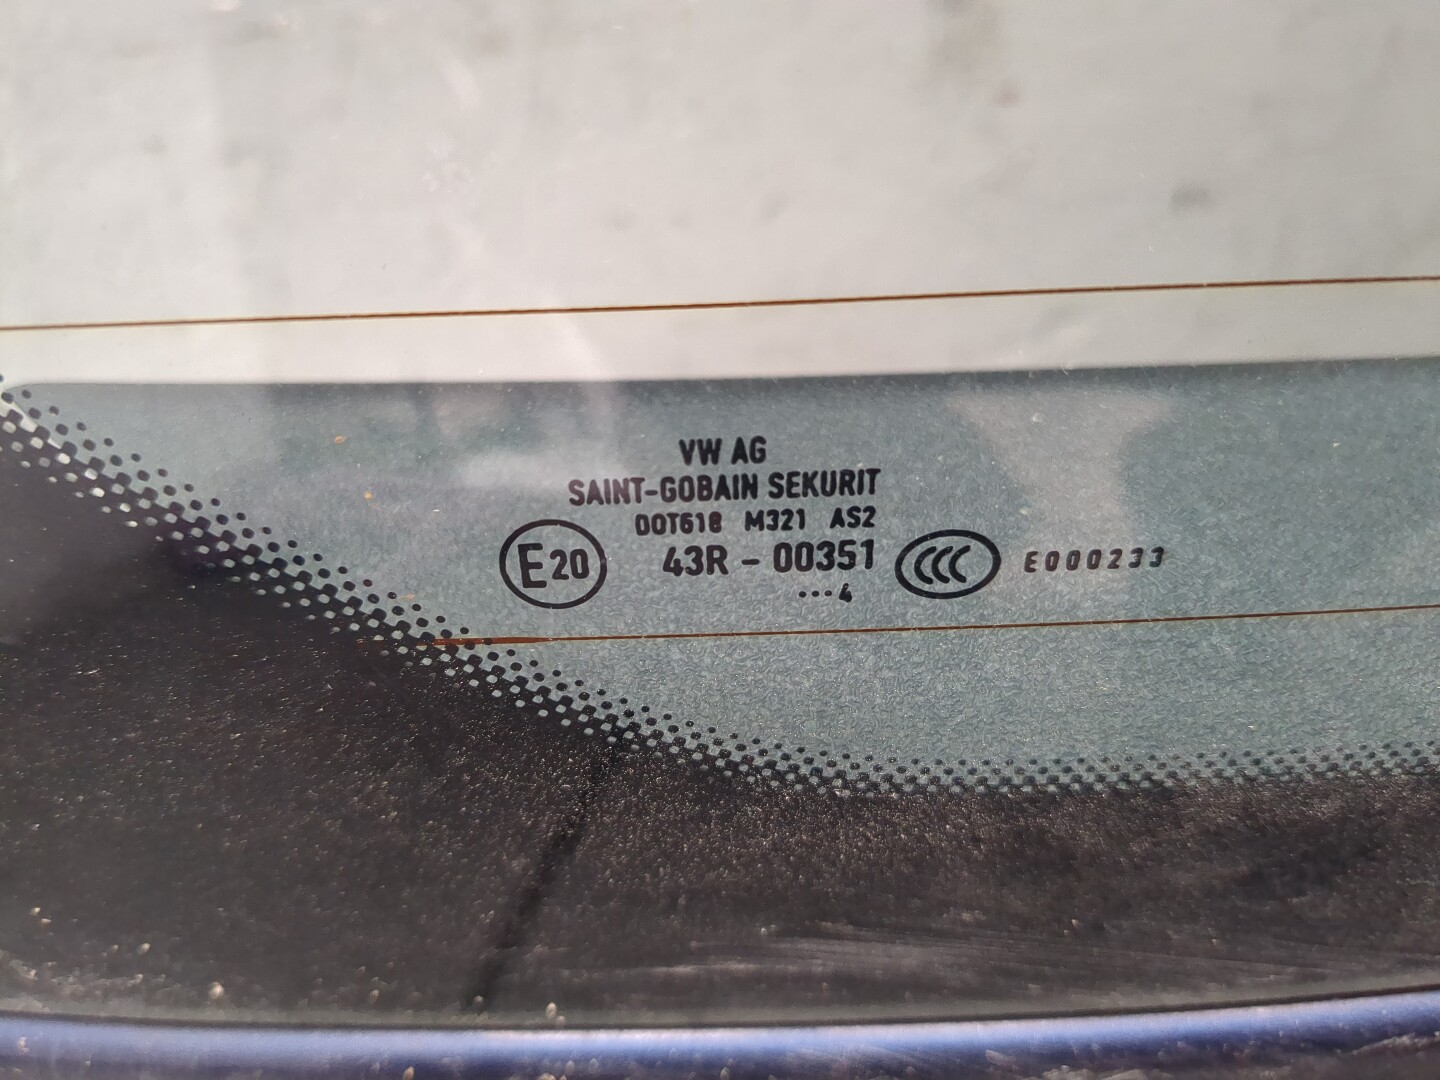 VW AG
SAINT-GOBAIN SEKURIT
DOT618 M321 AS2
E20 43R - 00351 CCC E000233
•••4